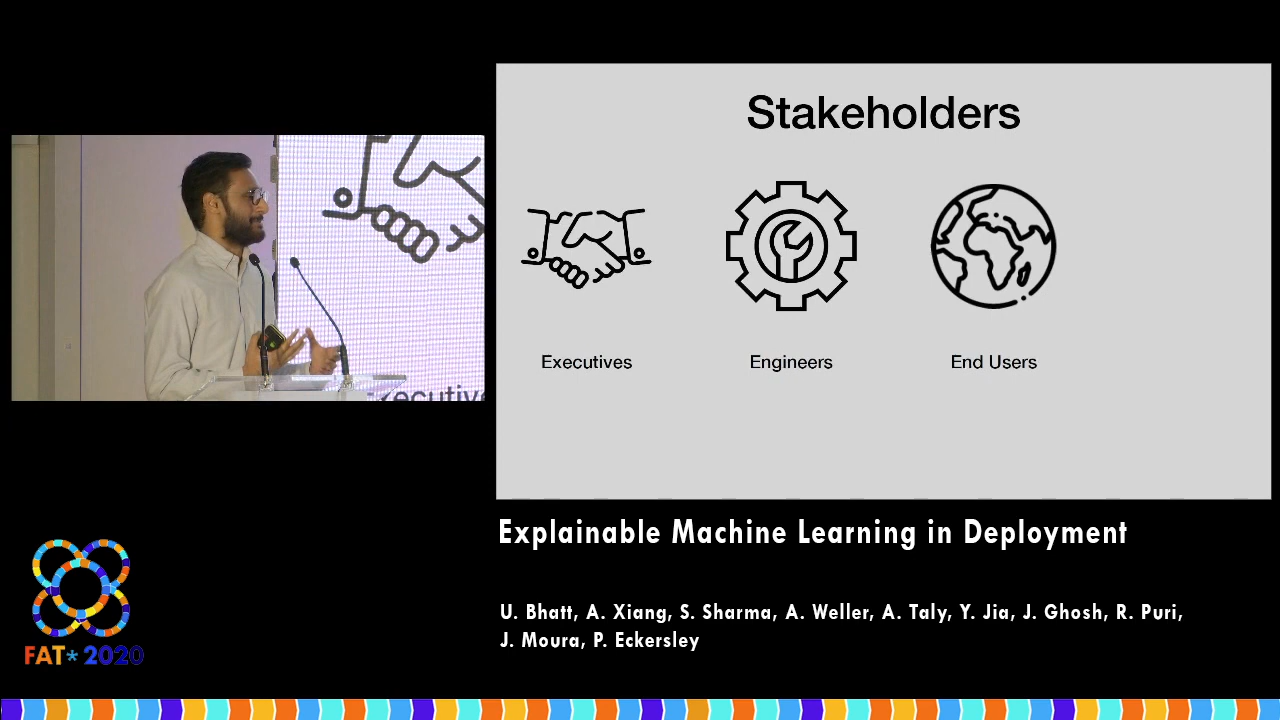 Stakeholders
Executives
Engineers
End Users
Explainable Machine Learning in Deployment
U. Bhatt, A. Xiang, S. Sharma, A. Weller, A. Taly, Y. Jia, J. Ghosh, R. Puri,
J. Moura, P. Eckersley
FAT* 2020